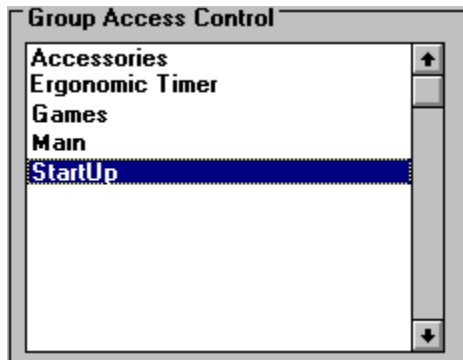 Group Access Control
Accessories
Ergonomic Timer
Games
Main
StartUp